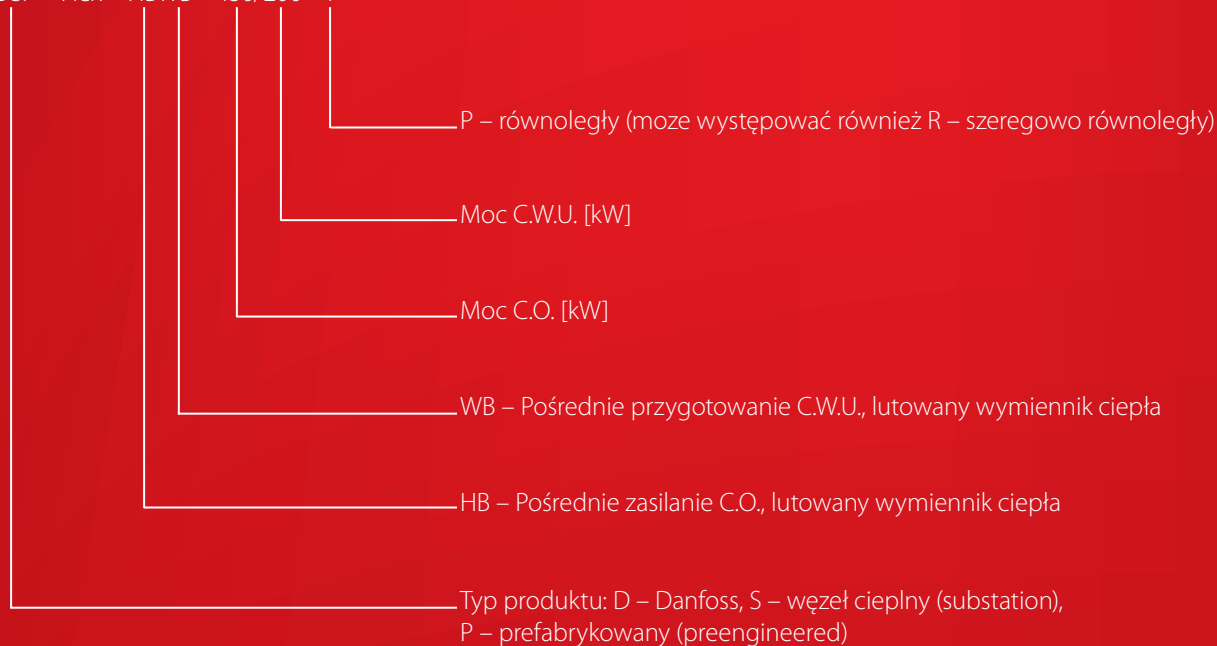 P – równoległy (moze występować również R – szeregowo równoległy)
Moc C.W.U. [kW]
Moc C.O. [kW]
WB – Pośrednie przygotowanie C.W.U., lutowany wymiennik ciepła
HB – Pośrednie zasilanie C.O., lutowany wymiennik ciepła
Typ produktu: D – Danfoss, S – węzeł cieplny (substation),
P – prefabrykowany (preengineered)